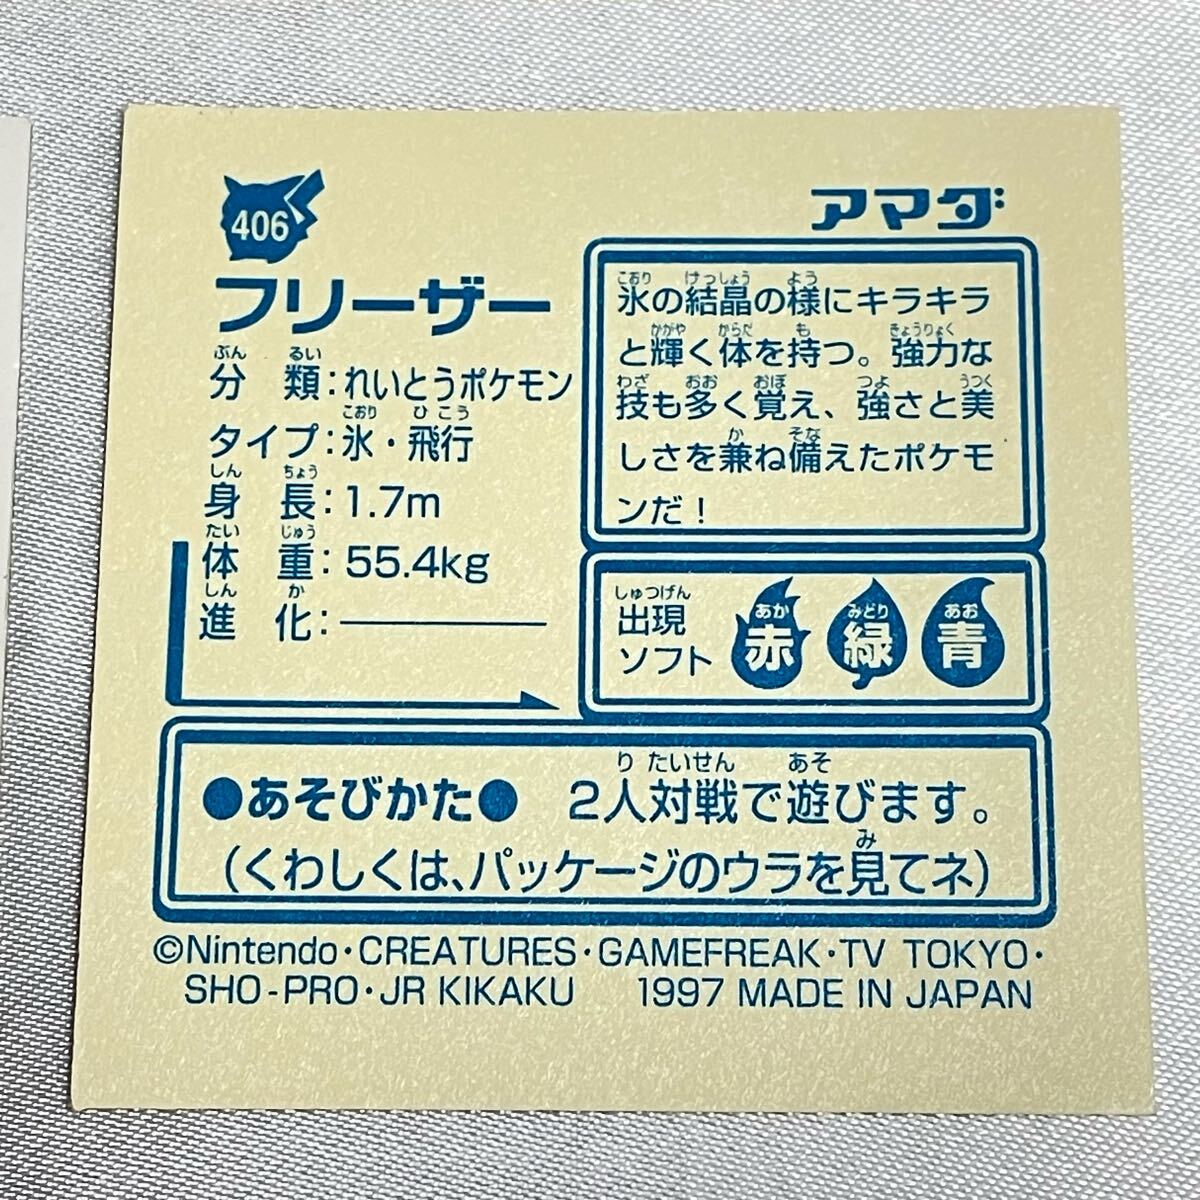 406
フリーザー
分類：れいとうポケモン
タイプ：氷・飛行
身長：1.7m
体重：55.4kg
進化：————
アマダ
氷の結晶の様にキラキラ
と輝く体を持つ。強力な
技も多く覚え、強さと美
しさを兼ね備えたポケモ
ンだ！
出現
ソフト 赤 緑 青
●あそびかた● 2人対戦で遊びます。
（くわしくは、パッケージのウラを見てネ）
©Nintendo・CREATURES・GAMEFREAK・TV TOKYO・
SHO-PRO・JR KIKAKU 1997 MADE IN JAPAN